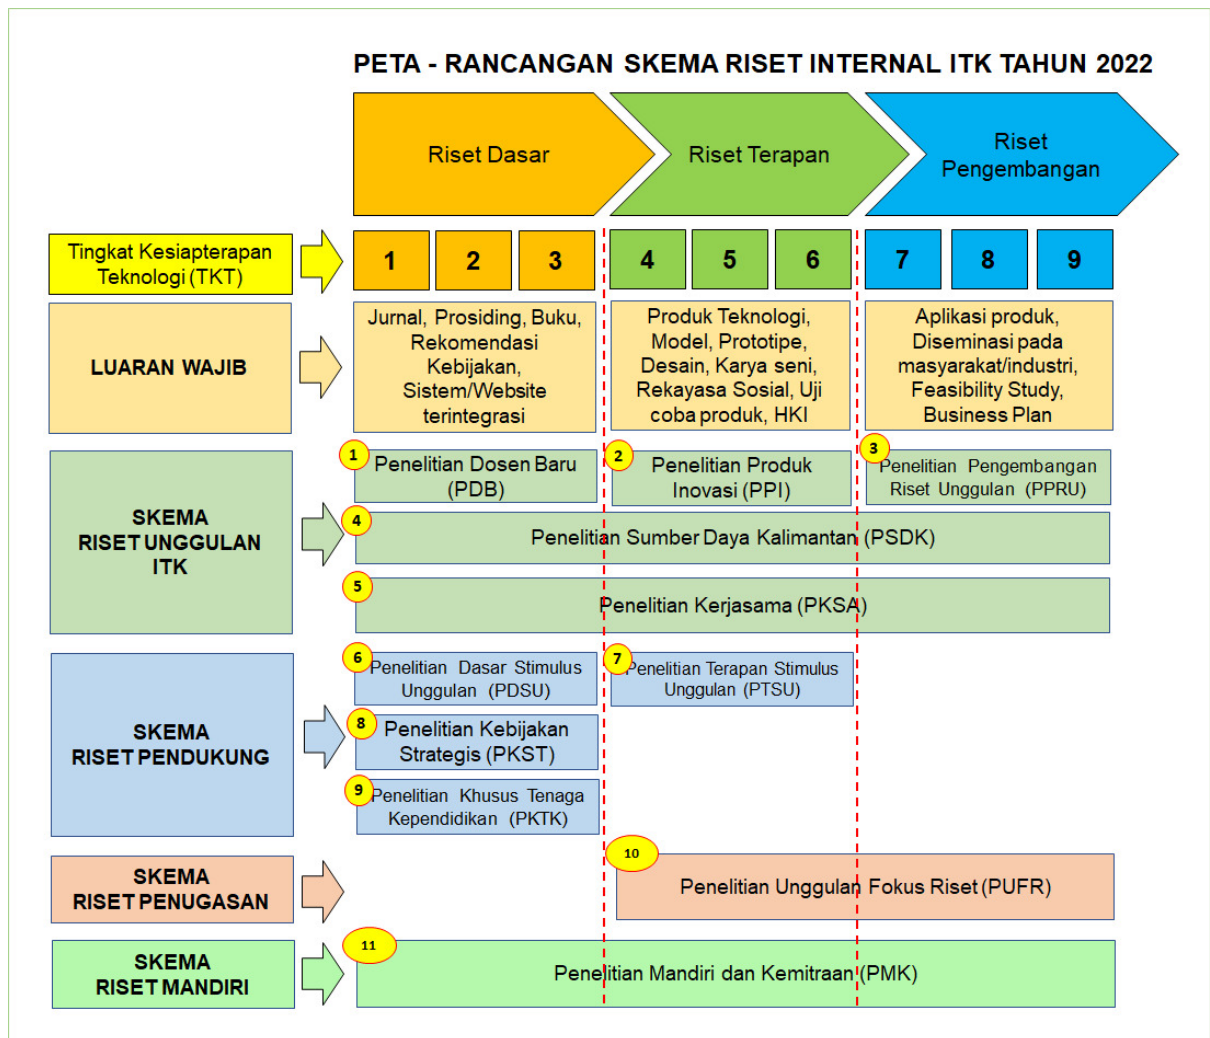 PETA - RANCANGAN SKEMA RISET INTERNAL ITK TAHUN 2022
Riset Dasar
Riset Terapan
Riset
Pengembangan
Tingkat Kesiapterapan
Teknologi (TKT)
1
2
3
4
5
6
7
8
9
LUARAN WAJIB
Jurnal, Prosiding, Buku,
Rekomendasi
Kebijakan,
Sistem/Website
terintegrasi
Produk Teknologi,
Model, Prototipe,
Desain, Karya seni,
Rekayasa Sosial, Uji
coba produk, HKI
Aplikasi produk,
Diseminasi pada
masyarakat/industri,
Feasibility Study,
Business Plan
SKEMA
RISET UNGGULAN
ITK
1
Penelitian Dosen Baru
(PDB)
2
Penelitian Produk
Inovasi (PPI)
3
Penelitian Pengembangan
Riset Unggulan (PPRU)
4
Penelitian Sumber Daya Kalimantan (PSDK)
5
Penelitian Kerjasama (PKSA)
SKEMA
RISET PENDUKUNG
6
Penelitian Dasar Stimulus
Unggulan (PDSU)
7
Penelitian Terapan Stimulus
Unggulan (PTSU)
8
Penelitian Kebijakan
Strategis (PKST)
9
Penelitian Khusus Tenaga
Kependidikan (PKTK)
SKEMA
RISET PENUGASAN
10
Penelitian Unggulan Fokus Riset (PUFR)
SKEMA
RISET MANDIRI
11
Penelitian Mandiri dan Kemitraan (PMK)